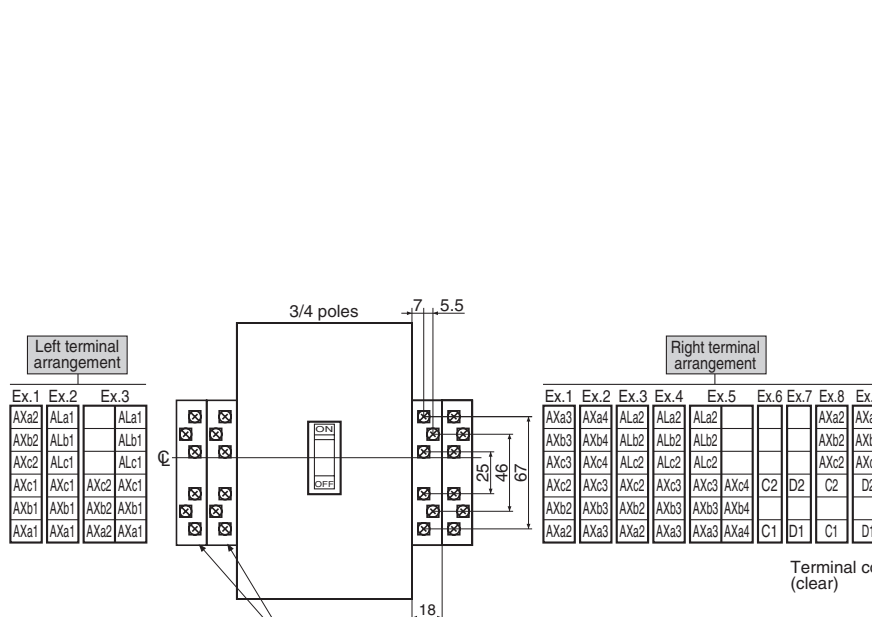 3/4 poles
7 5.5
Left terminal
arrangement
Ex.1 Ex.2 Ex.3
AXa2 ALa1 ALa1
AXb2 ALb1 ALb1
AXc2 ALc1 ALc1
AXc1 AXc1 AXc2 AXc1
AXb1 AXb1 AXb2 AXb1
AXa1 AXa1 AXa2 AXa1
ON
OFF
25
46
67
18
Right terminal
arrangement
Ex.1 Ex.2 Ex.3 Ex.4 Ex.5 Ex.6 Ex.7 Ex.8
AXa3 AXa4 ALa2 ALa2 ALa2 AXa2
AXb3 AXb4 ALb2 ALb2 ALb2 AXb2
AXc3 AXc4 ALc2 ALc2 ALc2 AXc2
AXc2 AXc3 AXc2 AXc3 AXc3 AXc4 C2 D2 C2
AXb2 AXb3 AXb2 AXb3 AXb3 AXb4
AXa2 AXa3 AXa2 AXa3 AXa3 AXa4 C1 D1 C1
Terminal
(clear)